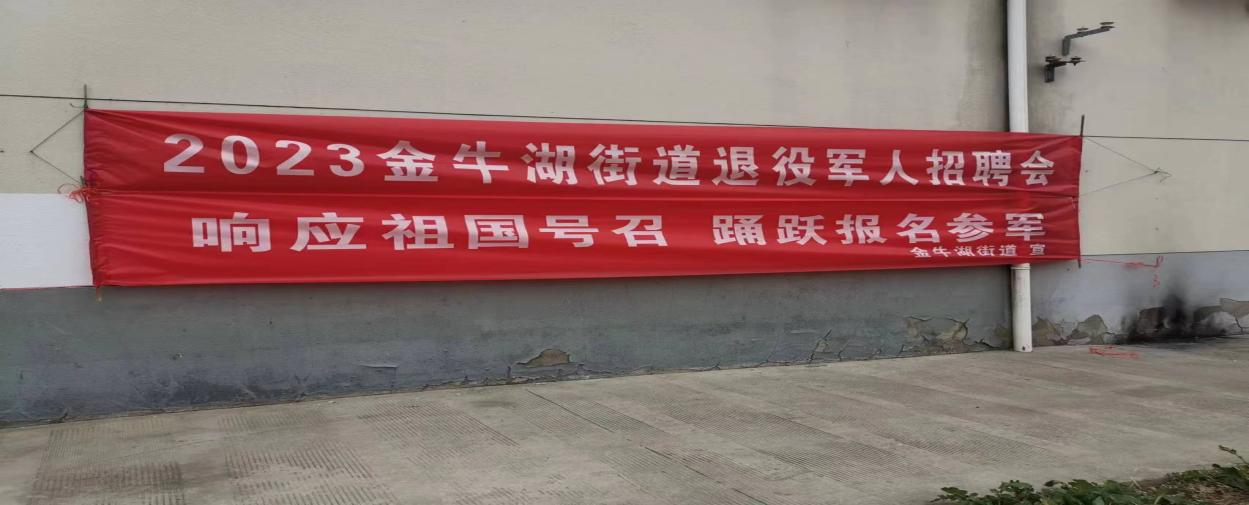 2023金牛湖街道退役军人招聘会
响应祖国号召 踊跃报名参军
金牛湖街道 宣